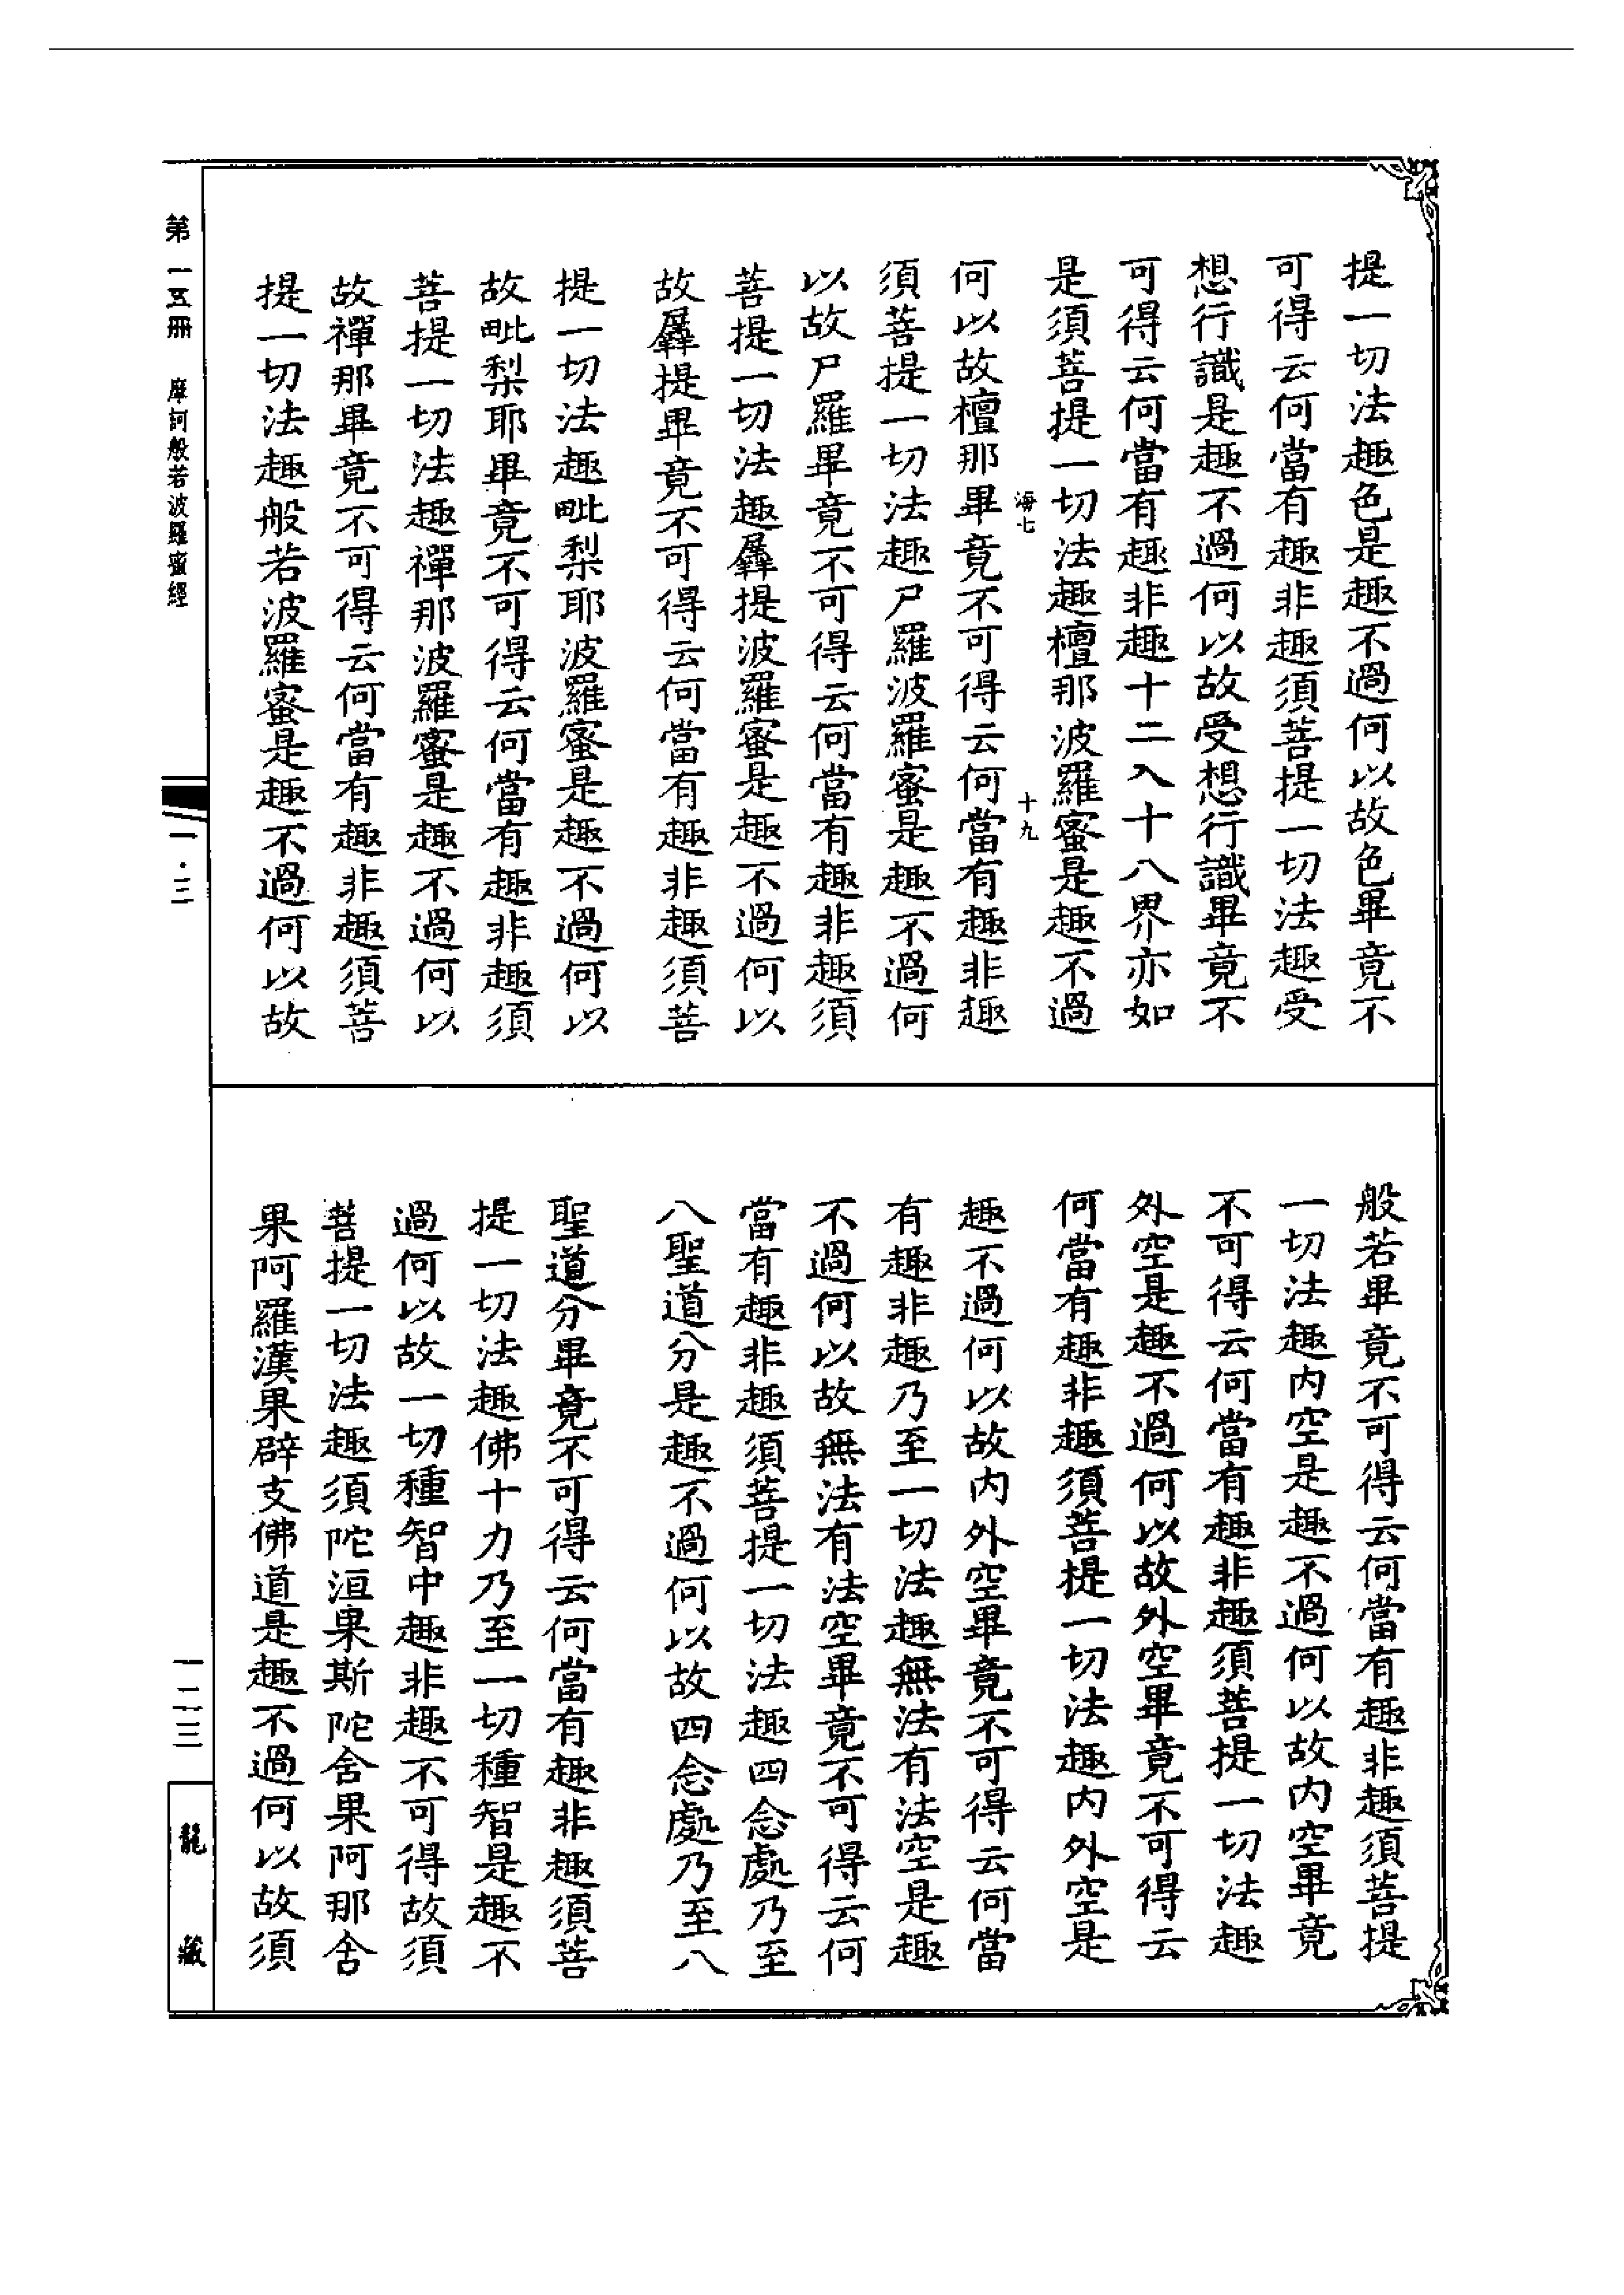 提一切法趣色是趣不過何以故色畢竟不
可得云何當有趣非趣須菩提一切法趣受
想行識是趣不過何以故受想行識畢竟不
可得云何當有趣非趣十二入十八界亦如
是須菩提一切法趣檀那波羅蜜是趣不過
海七 十九
何以故檀那畢竟不可得云何當有趣非趣
須菩提一切法趣尸羅波羅蜜是趣不過何
以故尸羅畢竟不可得云何當有趣非趣須
菩提一切法趣羼提波羅蜜是趣不過何以
故羼提畢竟不可得云何當有趣非趣須菩
提一切法趣毗梨耶波羅蜜是趣不過何以
故毗梨耶畢竟不可得云何當有趣非趣須
菩提一切法趣禪那波羅蜜是趣不過何以
故禪那畢竟不可得云何當有趣非趣須菩
提一切法趣般若波羅蜜是趣不過何以故
般若畢竟不可得云何當有趣非趣須菩提
一切法趣內空是趣不過何以故內空畢竟
不可得云何當有趣非趣須菩提一切法趣
外空是趣不過何以故外空畢竟不可得云
何當有趣非趣須菩提一切法趣內外空是
趣不過何以故內外空畢竟不可得云何當
有趣非趣乃至一切法趣無法有法空是趣
不過何以故無法有法空畢竟不可得云何
當有趣非趣須菩提一切法趣四念處乃至
八聖道分是趣不過何以故四念處乃至八
聖道分畢竟不可得云何當有趣非趣須菩
提一切法趣佛十力乃至一切種智是趣不
過何以故一切種智中趣非趣不可得故須
菩提一切法趣須陀洹果斯陀含果阿那含
果阿羅漢果辟支佛道是趣不過何以故須
第一五冊 摩訶般若波羅蜜經
一·三
一二三
龍藏